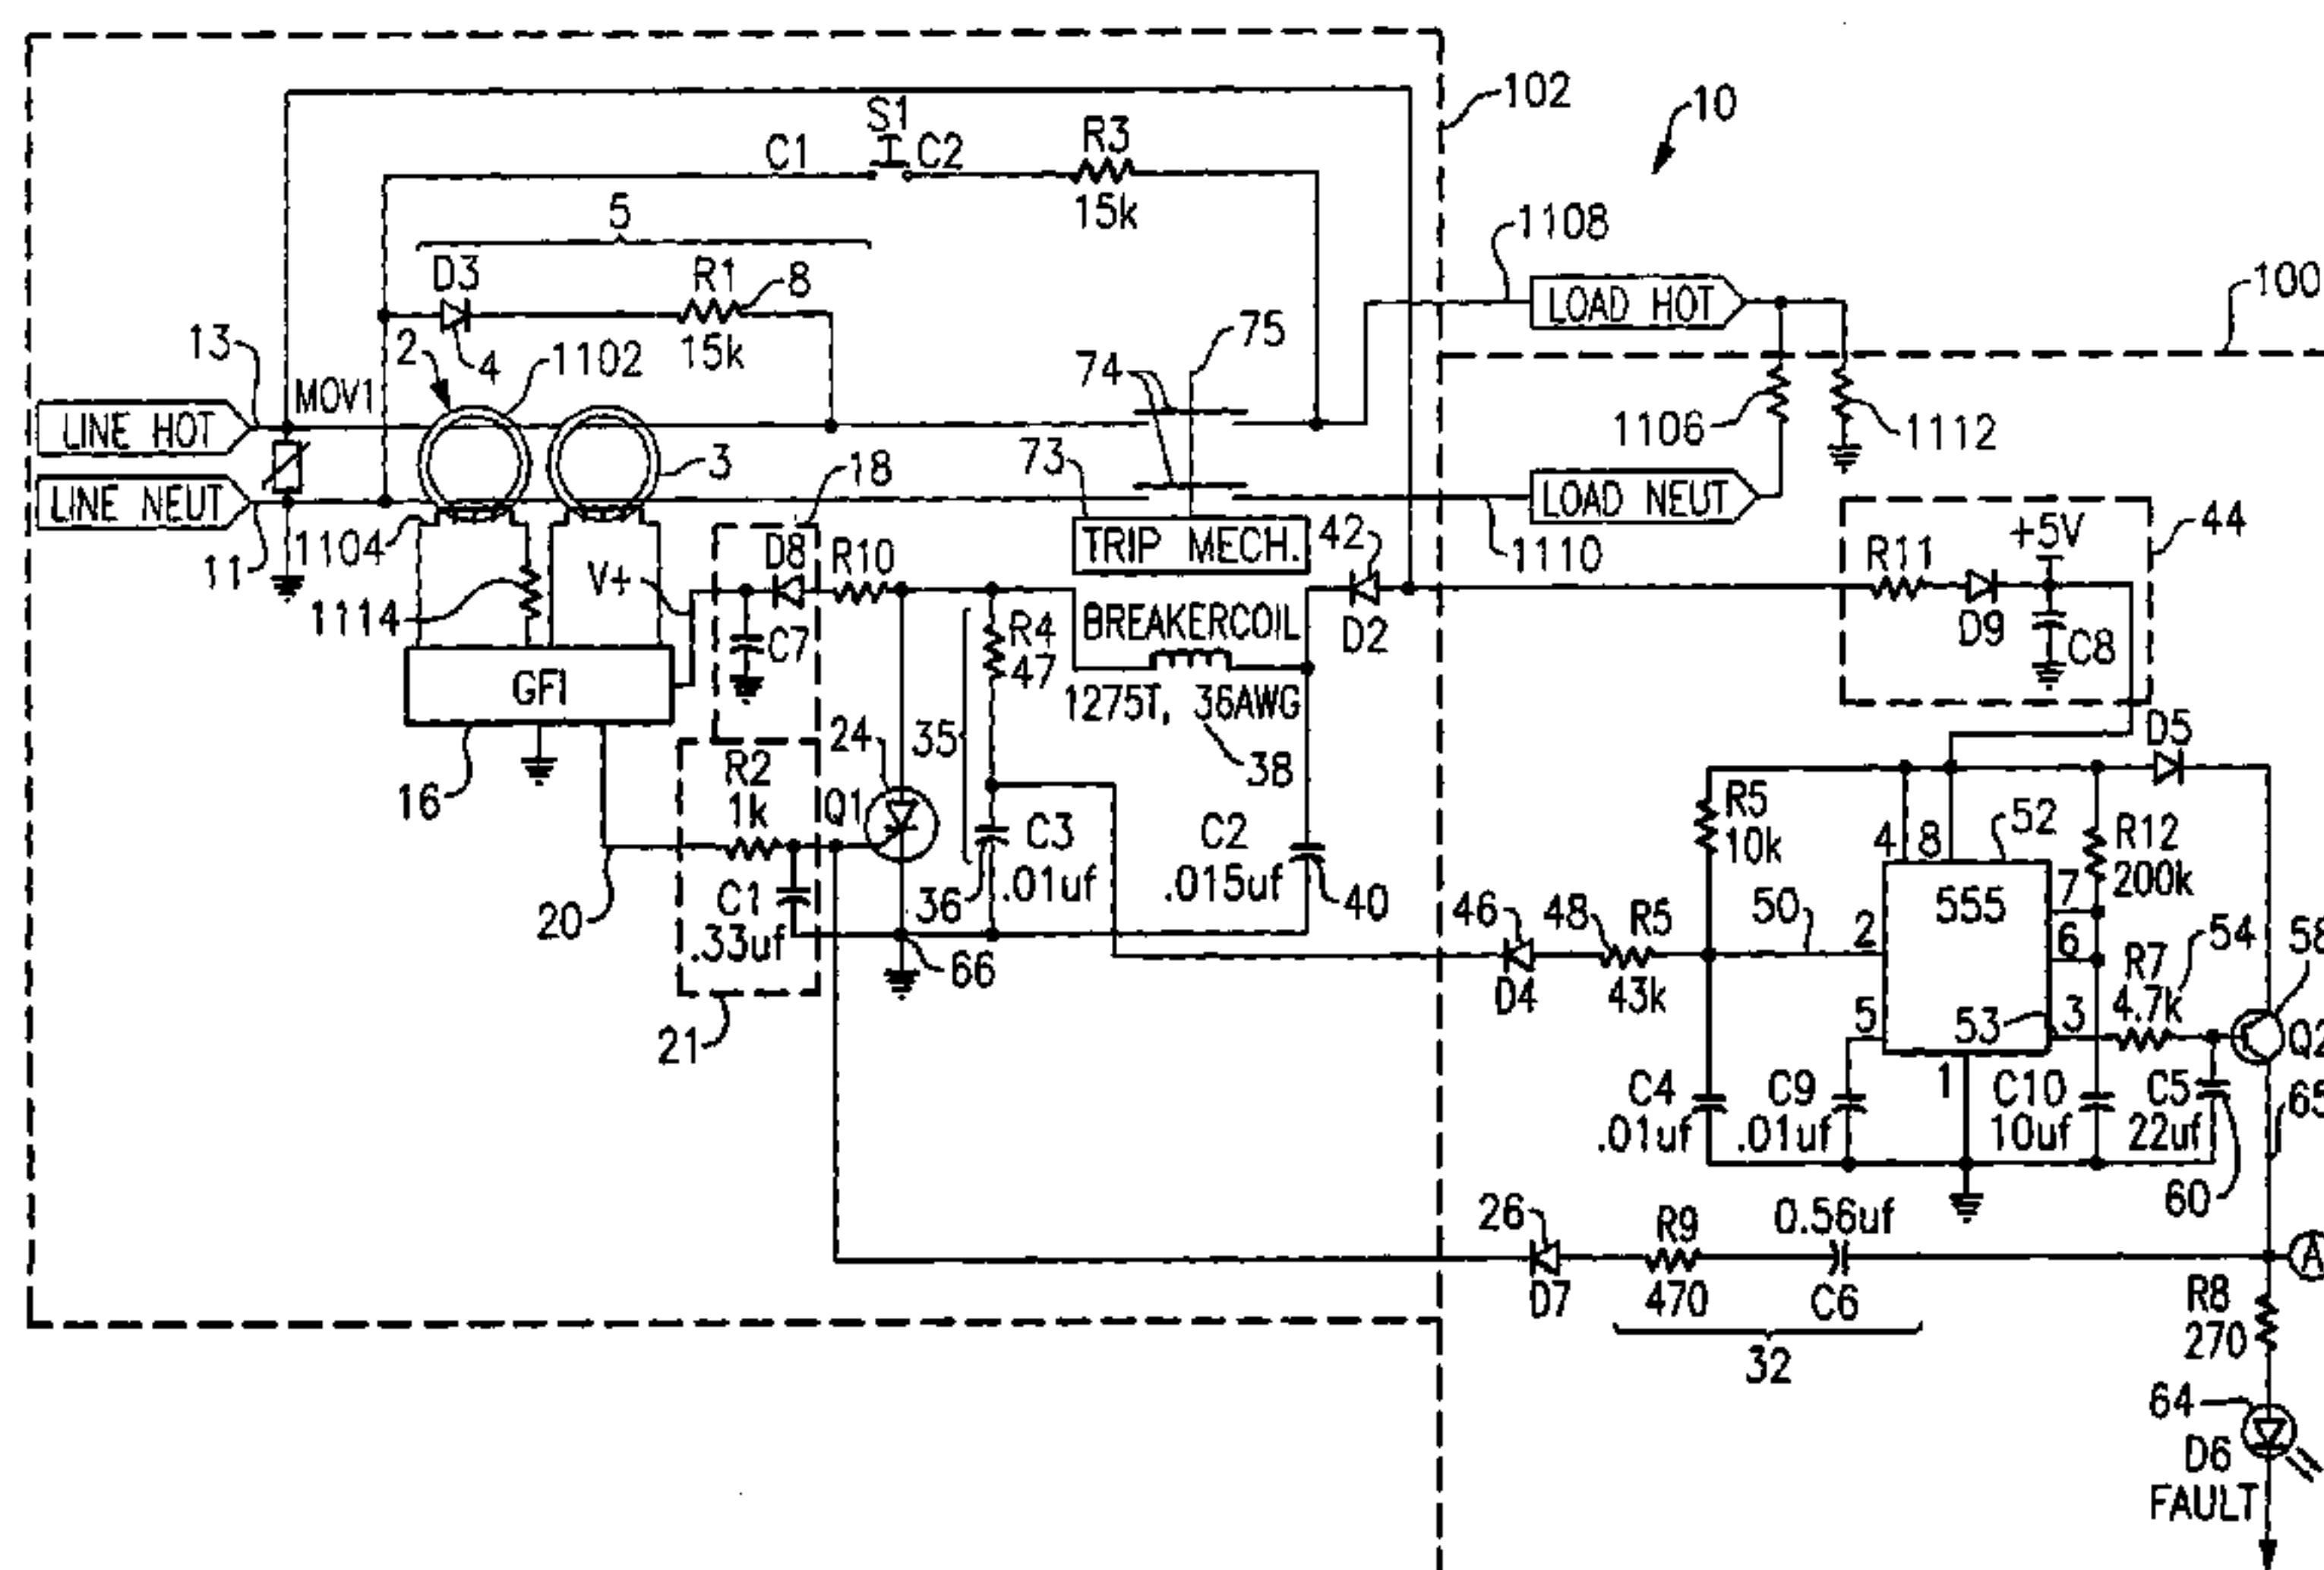 102
10
S1
C1
C2
R3
15k
5
1108
D3
R1
8
15k
LOAD HOT
100
13
2
4
1102
75
74
MOV1
LINE HOT
1106
1112
3
18
73
LINE NEUT
LOAD NEUT
1104
11
D8
R10
TRIP MECH.
42
1110
R11
+5V
44
V+
1114
C7
R4
47
BREAKERCOIL
D2
D9
C8
GFI
1275T, 36AWG
35
24
38
D5
16
R2
1k
Q1
R5
10k
4
8
52
R12
200k
C3
.01uf
C2
.015uf
555
7
20
C1
.33uf
36
40
46
48
R5
50
2
6
54
58
66
D4
43k
R7
4.7k
21
5
53
3
Q2
C4
.01uf
C9
.01uf
1
C10
10uf
C5
22uf
65
60
26
R9
0.56uf
A
D7
470
C6
R8
270
32
64
D6
FAULT